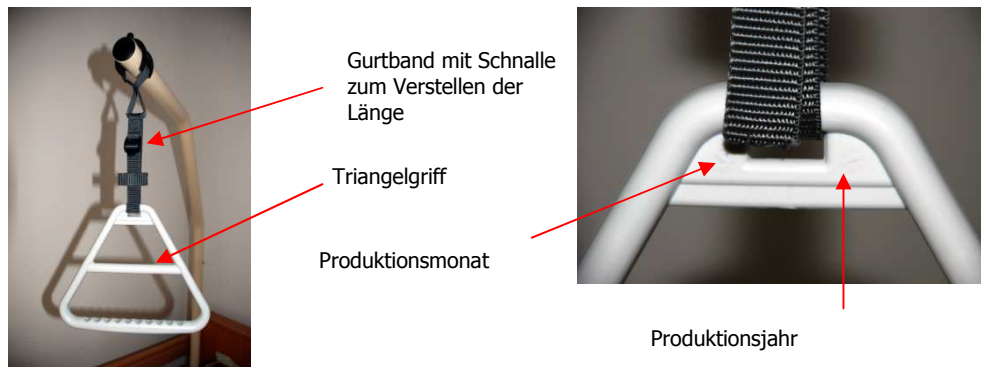 Gurtband mit Schnalle
zum Verstellen der
Länge
Triangelgriff
Produktionsmonat
Produktionsjahr